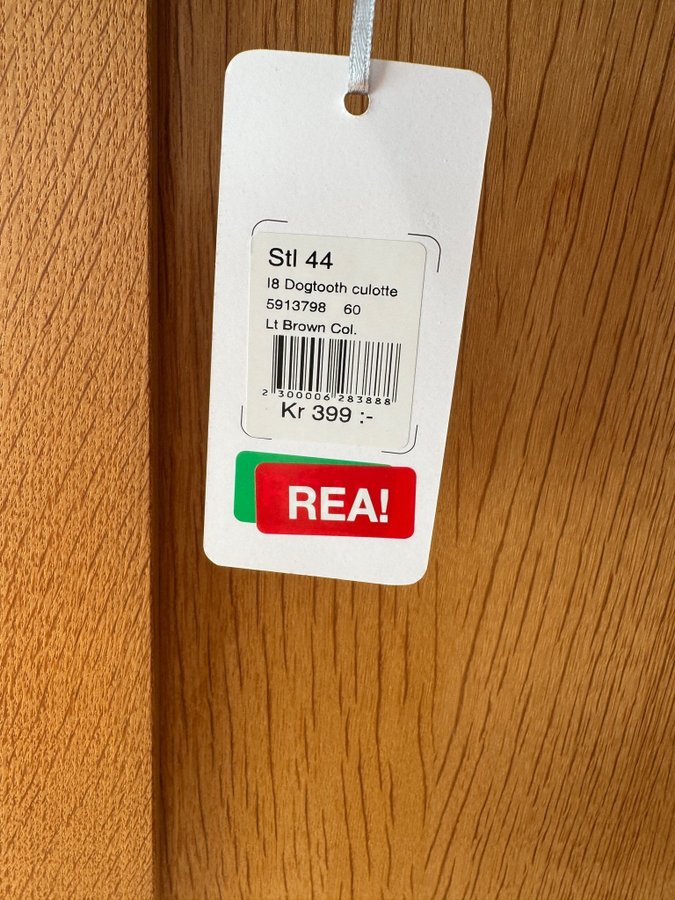 Stl 44
I8 Dogtooth culotte
5913798 60
Lt Brown Col.
2 300006 283888
Kr 399 :-
REA!